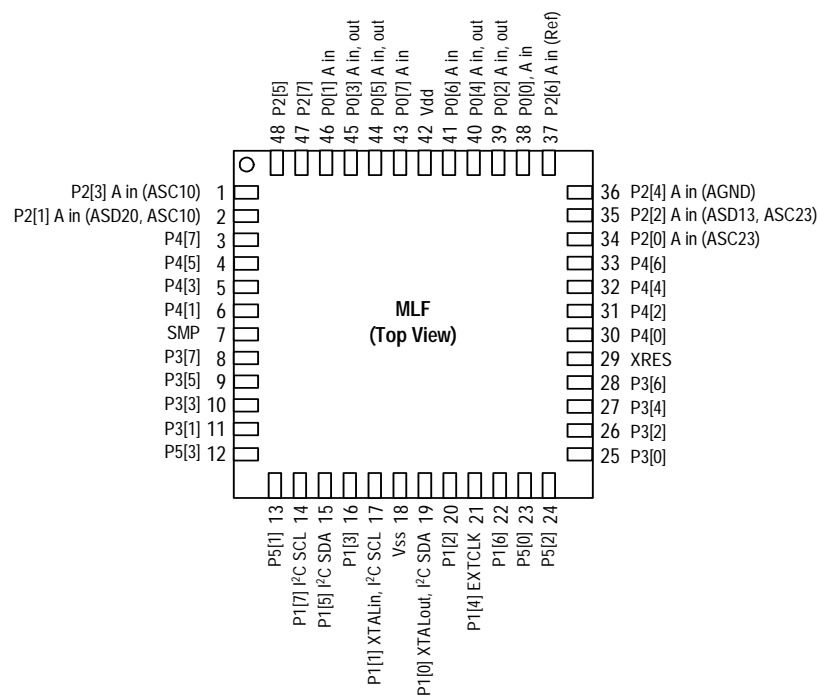 48 P2[5]
47 P2[7]
46 P0[1] A in
45 P0[3] A in, out
44 P0[5] A in, out
43 P0[7] A in
42 Vdd
41 P0[6] A in
40 P0[4] A in, out
39 P0[2] A in, out
38 P0[0], A in
37 P2[6] A in (Ref)
P2[3] A in (ASC10) 1
P2[1] A in (ASD20, ASC10) 2
P4[7] 3
P4[5] 4
P4[3] 5
P4[1] 6
SMP 7
P3[7] 8
P3[5] 9
P3[3] 10
P3[1] 11
P5[3] 12
MLF
(Top View)
36 P2[4] A in (AGND)
35 P2[2] A in (ASD13, ASC23)
34 P2[0] A in (ASC23)
33 P4[6]
32 P4[4]
31 P4[2]
30 P4[0]
29 XRES
28 P3[6]
27 P3[4]
26 P3[2]
25 P3[0]
P5[1] 13
P1[7] I²C SCL 14
P1[5] I²C SDA 15
P1[3] 16
P1[1] XTALin, I²C SCL 17
Vss 18
P1[0] XTALout, I²C SDA 19
P1[2] 20
P1[4] EXTCLK 21
P1[6] 22
P5[0] 23
P5[2] 24